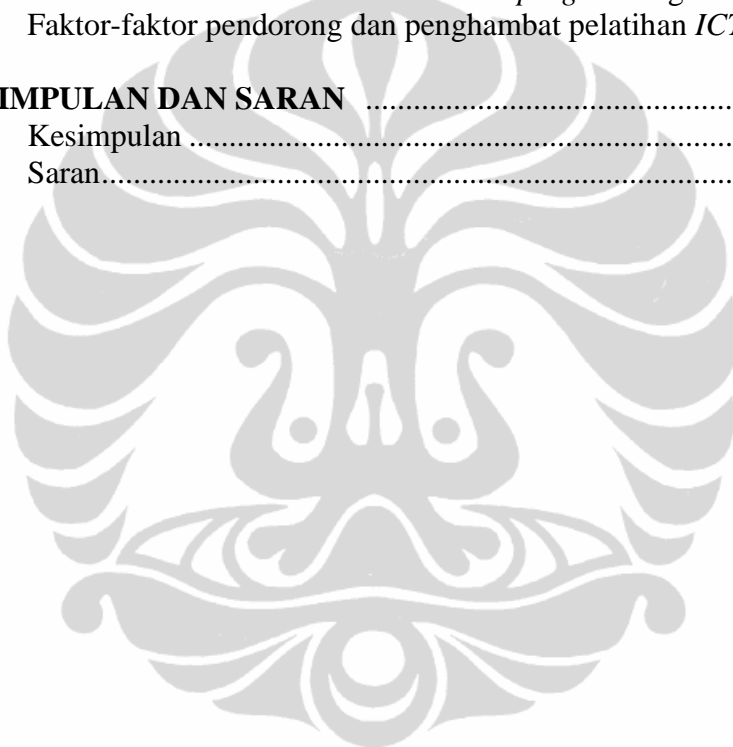 Faktor-faktor pendorong dan penghambat pelatihan ICT
IMPULAN DAN SARAN ................................................
Kesimpulan ........................................................................
Saran....................................................................................